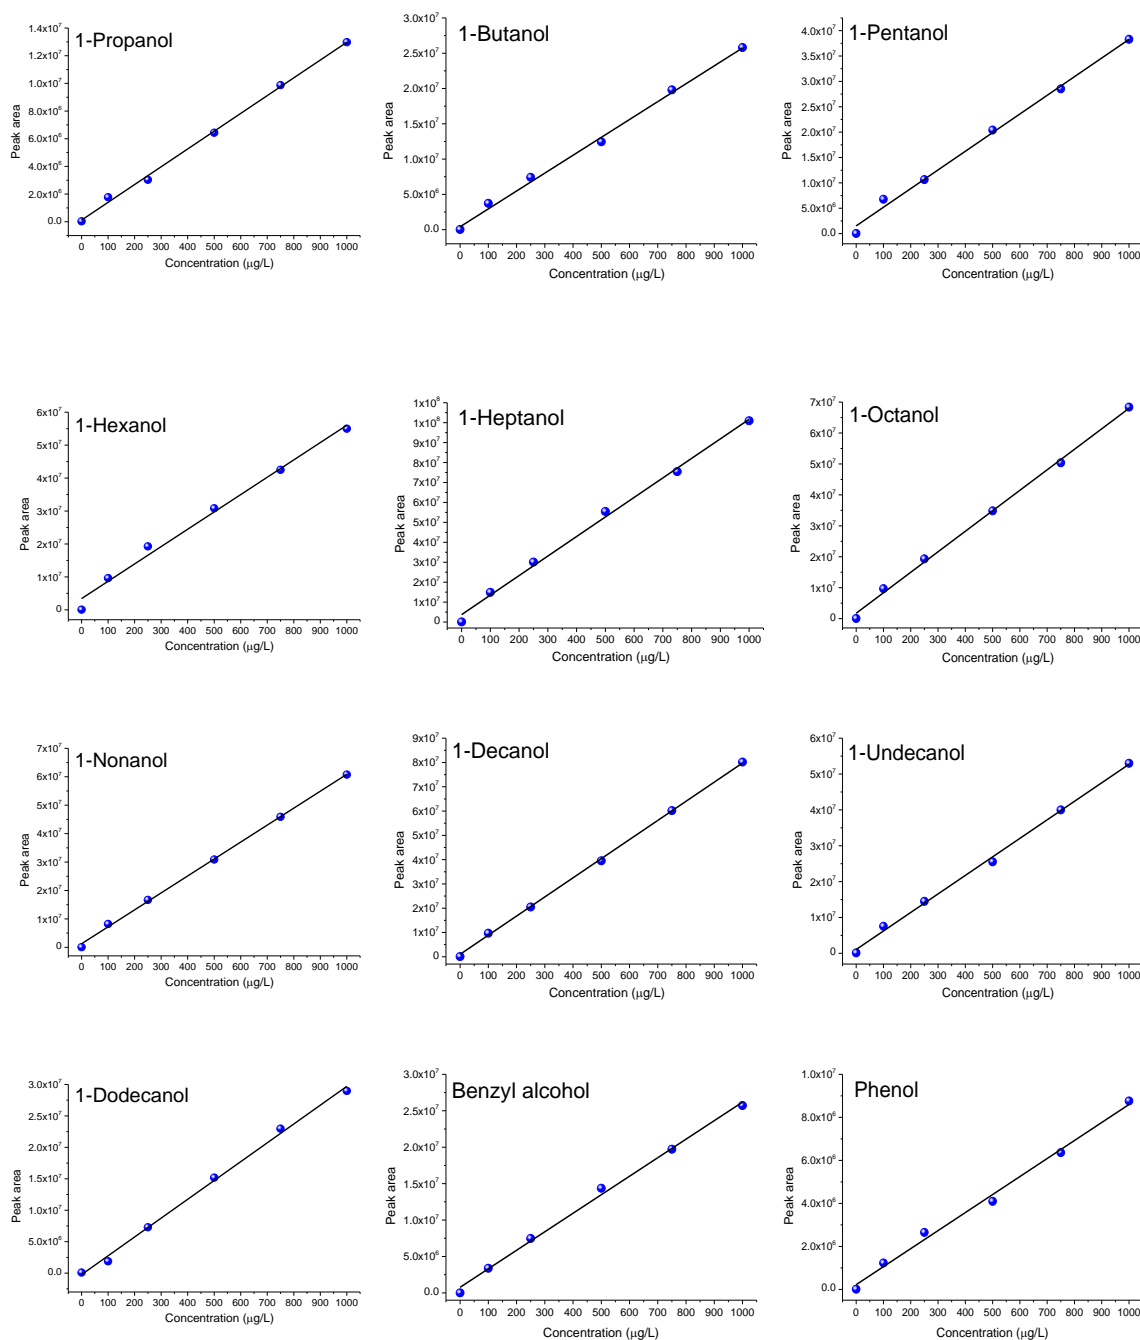 1-Propanol
1.4x10⁷
1.2x10⁷
1.0x10⁷
8.0x10⁶
6.0x10⁶
4.0x10⁶
2.0x10⁶
0.0
Peak area
0 100 200 300 400 500 600 700 800 900 1000
Concentration (μg/L)
1-Butanol
3.0x10⁷
2.5x10⁷
2.0x10⁷
1.5x10⁷
1.0x10⁷
5.0x10⁶
0.0
Peak area
0 100 200 300 400 500 600 700 800 900 1000
Concentration (μg/L)
1-Pentanol
4.0x10⁷
3.5x10⁷
3.0x10⁷
2.5x10⁷
2.0x10⁷
1.5x10⁷
1.0x10⁷
5.0x10⁶
0.0
Peak area
0 100 200 300 400 500 600 700 800 900 1000
Concentration (μg/L)
1-Hexanol
6x10⁷
5x10⁷
4x10⁷
3x10⁷
2x10⁷
1x10⁷
0
Peak area
0 100 200 300 400 500 600 700 800 900 1000
Concentration (μg/L)
1-Heptanol
1x10⁸
1x10⁸
9x10⁷
8x10⁷
7x10⁷
6x10⁷
5x10⁷
4x10⁷
3x10⁷
2x10⁷
1x10⁷
0
Peak area
0 100 200 300 400 500 600 700 800 900 1000
Concentration (μg/L)
1-Octanol
7x10⁷
6x10⁷
5x10⁷
4x10⁷
3x10⁷
2x10⁷
1x10⁷
0
Peak area
0 100 200 300 400 500 600 700 800 900 1000
Concentration (μg/L)
1-Nonanol
7x10⁷
6x10⁷
5x10⁷
4x10⁷
3x10⁷
2x10⁷
1x10⁷
0
Peak area
0 100 200 300 400 500 600 700 800 900 1000
Concentration (μg/L)
1-Decanol
9x10⁷
8x10⁷
7x10⁷
6x10⁷
5x10⁷
4x10⁷
3x10⁷
2x10⁷
1x10⁷
0
Peak area
0 100 200 300 400 500 600 700 800 900 1000
Concentration (μg/L)
1-Undecanol
6x10⁷
5x10⁷
4x10⁷
3x10⁷
2x10⁷
1x10⁷
0
Peak area
0 100 200 300 400 500 600 700 800 900 1000
Concentration (μg/L)
1-Dodecanol
3.0x10⁷
2.5x10⁷
2.0x10⁷
1.5x10⁷
1.0x10⁷
5.0x10⁶
0.0
Peak area
0 100 200 300 400 500 600 700 800 900 1000
Concentration (μg/L)
Benzyl alcohol
3.0x10⁷
2.5x10⁷
2.0x10⁷
1.5x10⁷
1.0x10⁷
5.0x10⁶
0.0
Peak area
0 100 200 300 400 500 600 700 800 900 1000
Concentration (μg/L)
Phenol
1.0x10⁷
8.0x10⁶
6.0x10⁶
4.0x10⁶
2.0x10⁶
0.0
Peak area
0 100 200 300 400 500 600 700 800 900 1000
Concentration (μg/L)